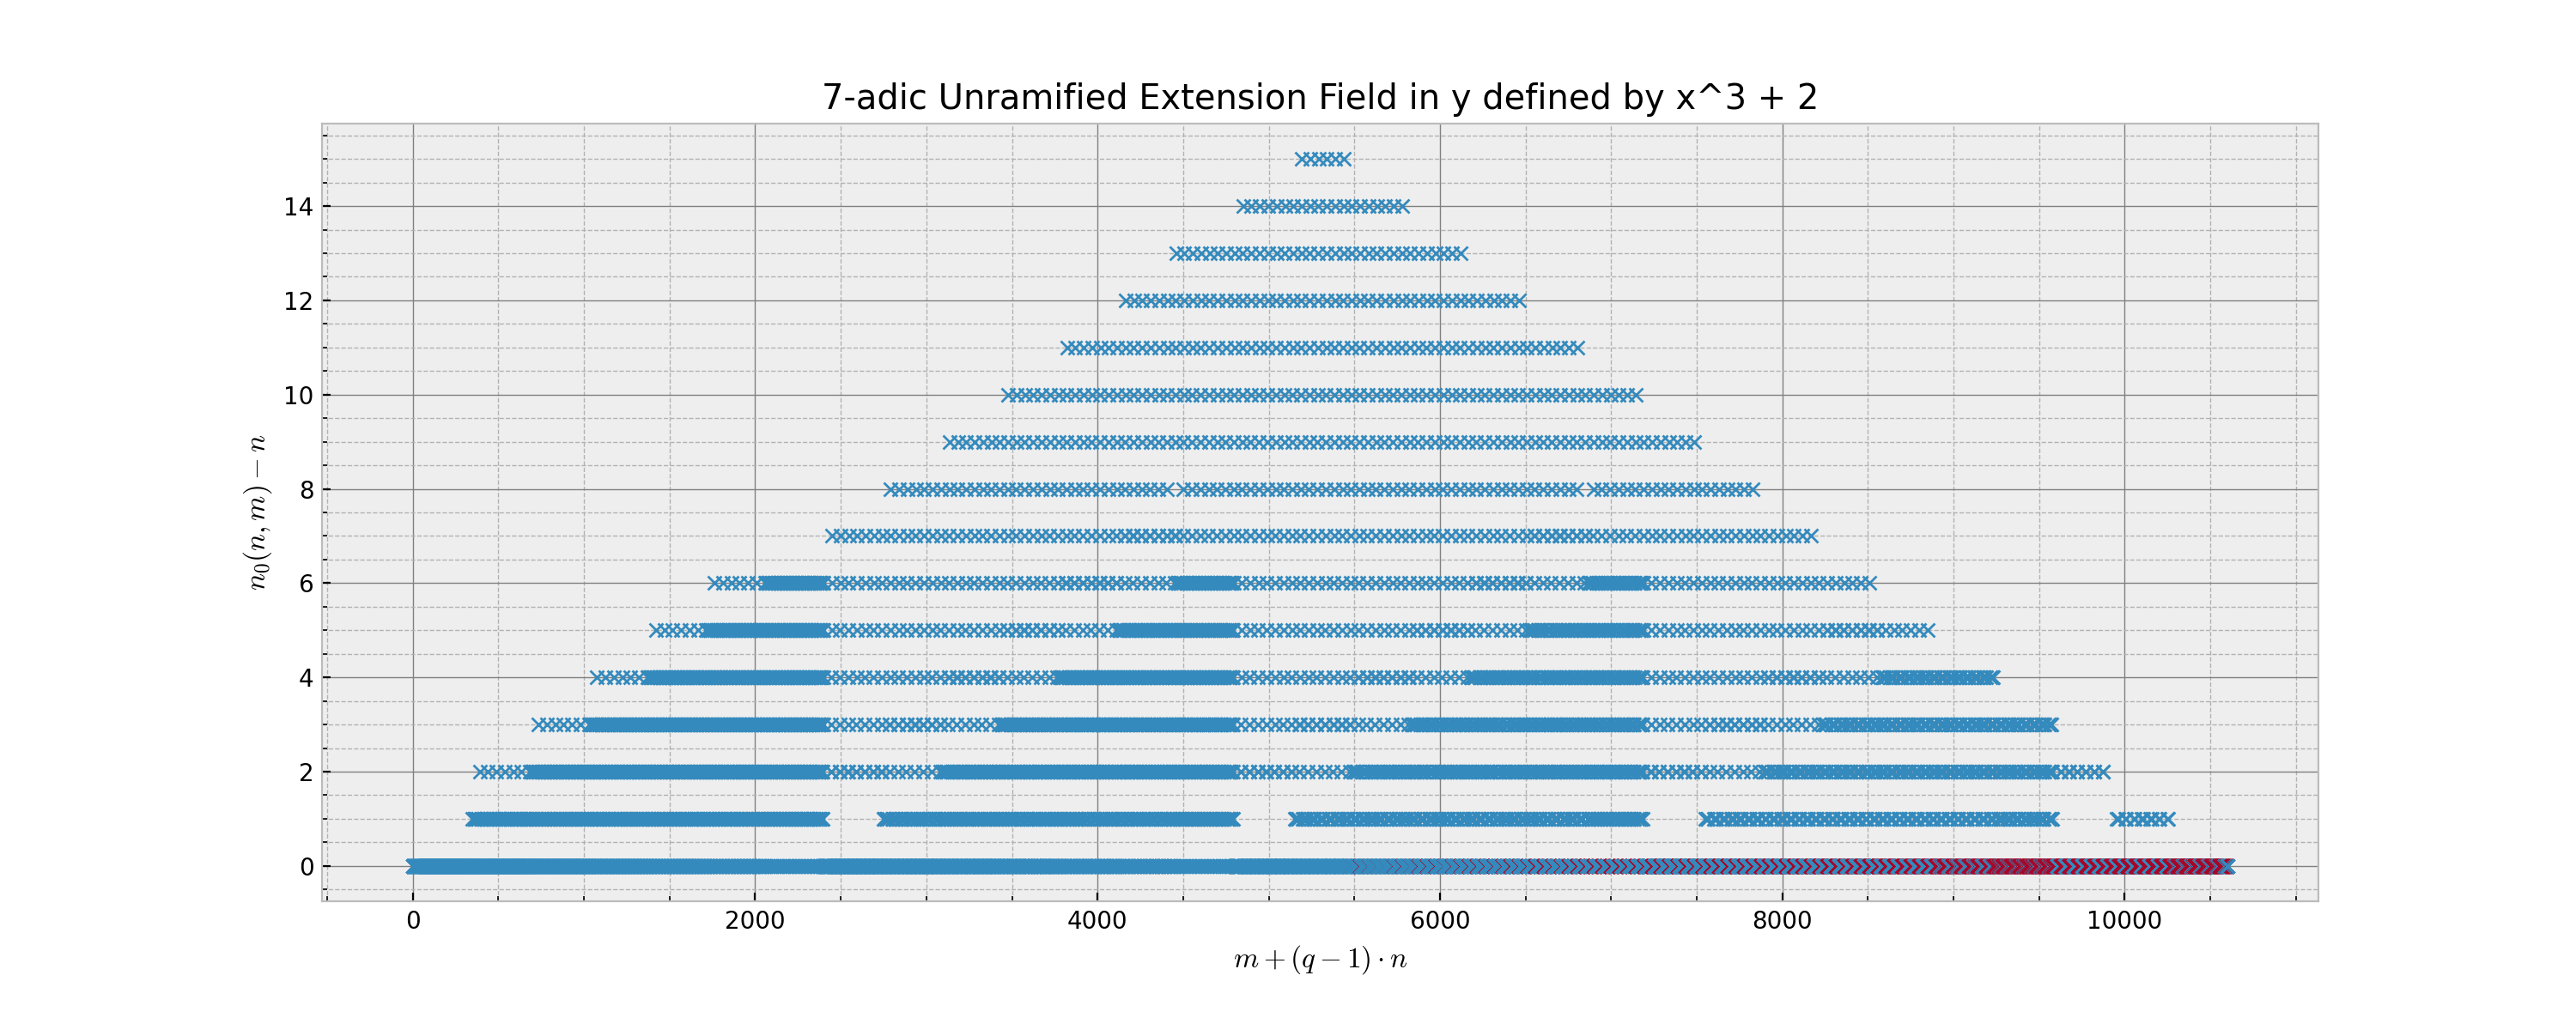 7-adic Unramified Extension Field in y defined by x^3 + 2
14
12
10
8
6
4
2
0
n₀(n, m) − n
0 2000 4000 6000 8000 10000
m + (q − 1) · n